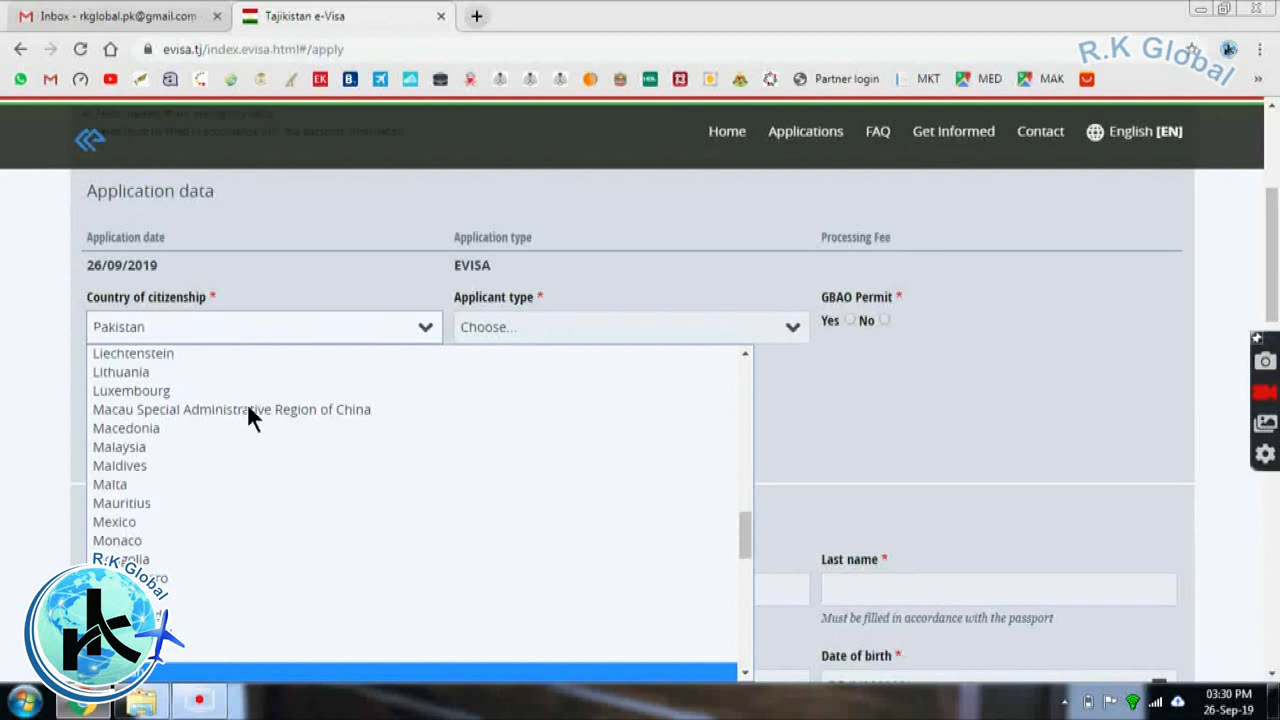 Inbox - rkglobal.pk@gmail.com
Tajikistan e-Visa
evisa.tj/index.evisa.html#/apply
R.K Global
EK
B.
HBL
Partner login
MKT
MED
MAK
Home
Applications
FAQ
Get Informed
Contact
English [EN]
Application data
Application date
Application type
Processing Fee
26/09/2019
EVISA
Country of citizenship *
Applicant type *
GBAO Permit *
Pakistan
Choose...
Yes
No
Liechtenstein
Lithuania
Luxembourg
Macau Special Administrative Region of China
Macedonia
Malaysia
Maldives
Malta
Mauritius
Mexico
Monaco
R.K Global
rk
Last name *
Must be filled in accordance with the passport
Date of birth *
03:30 PM
26-Sep-19